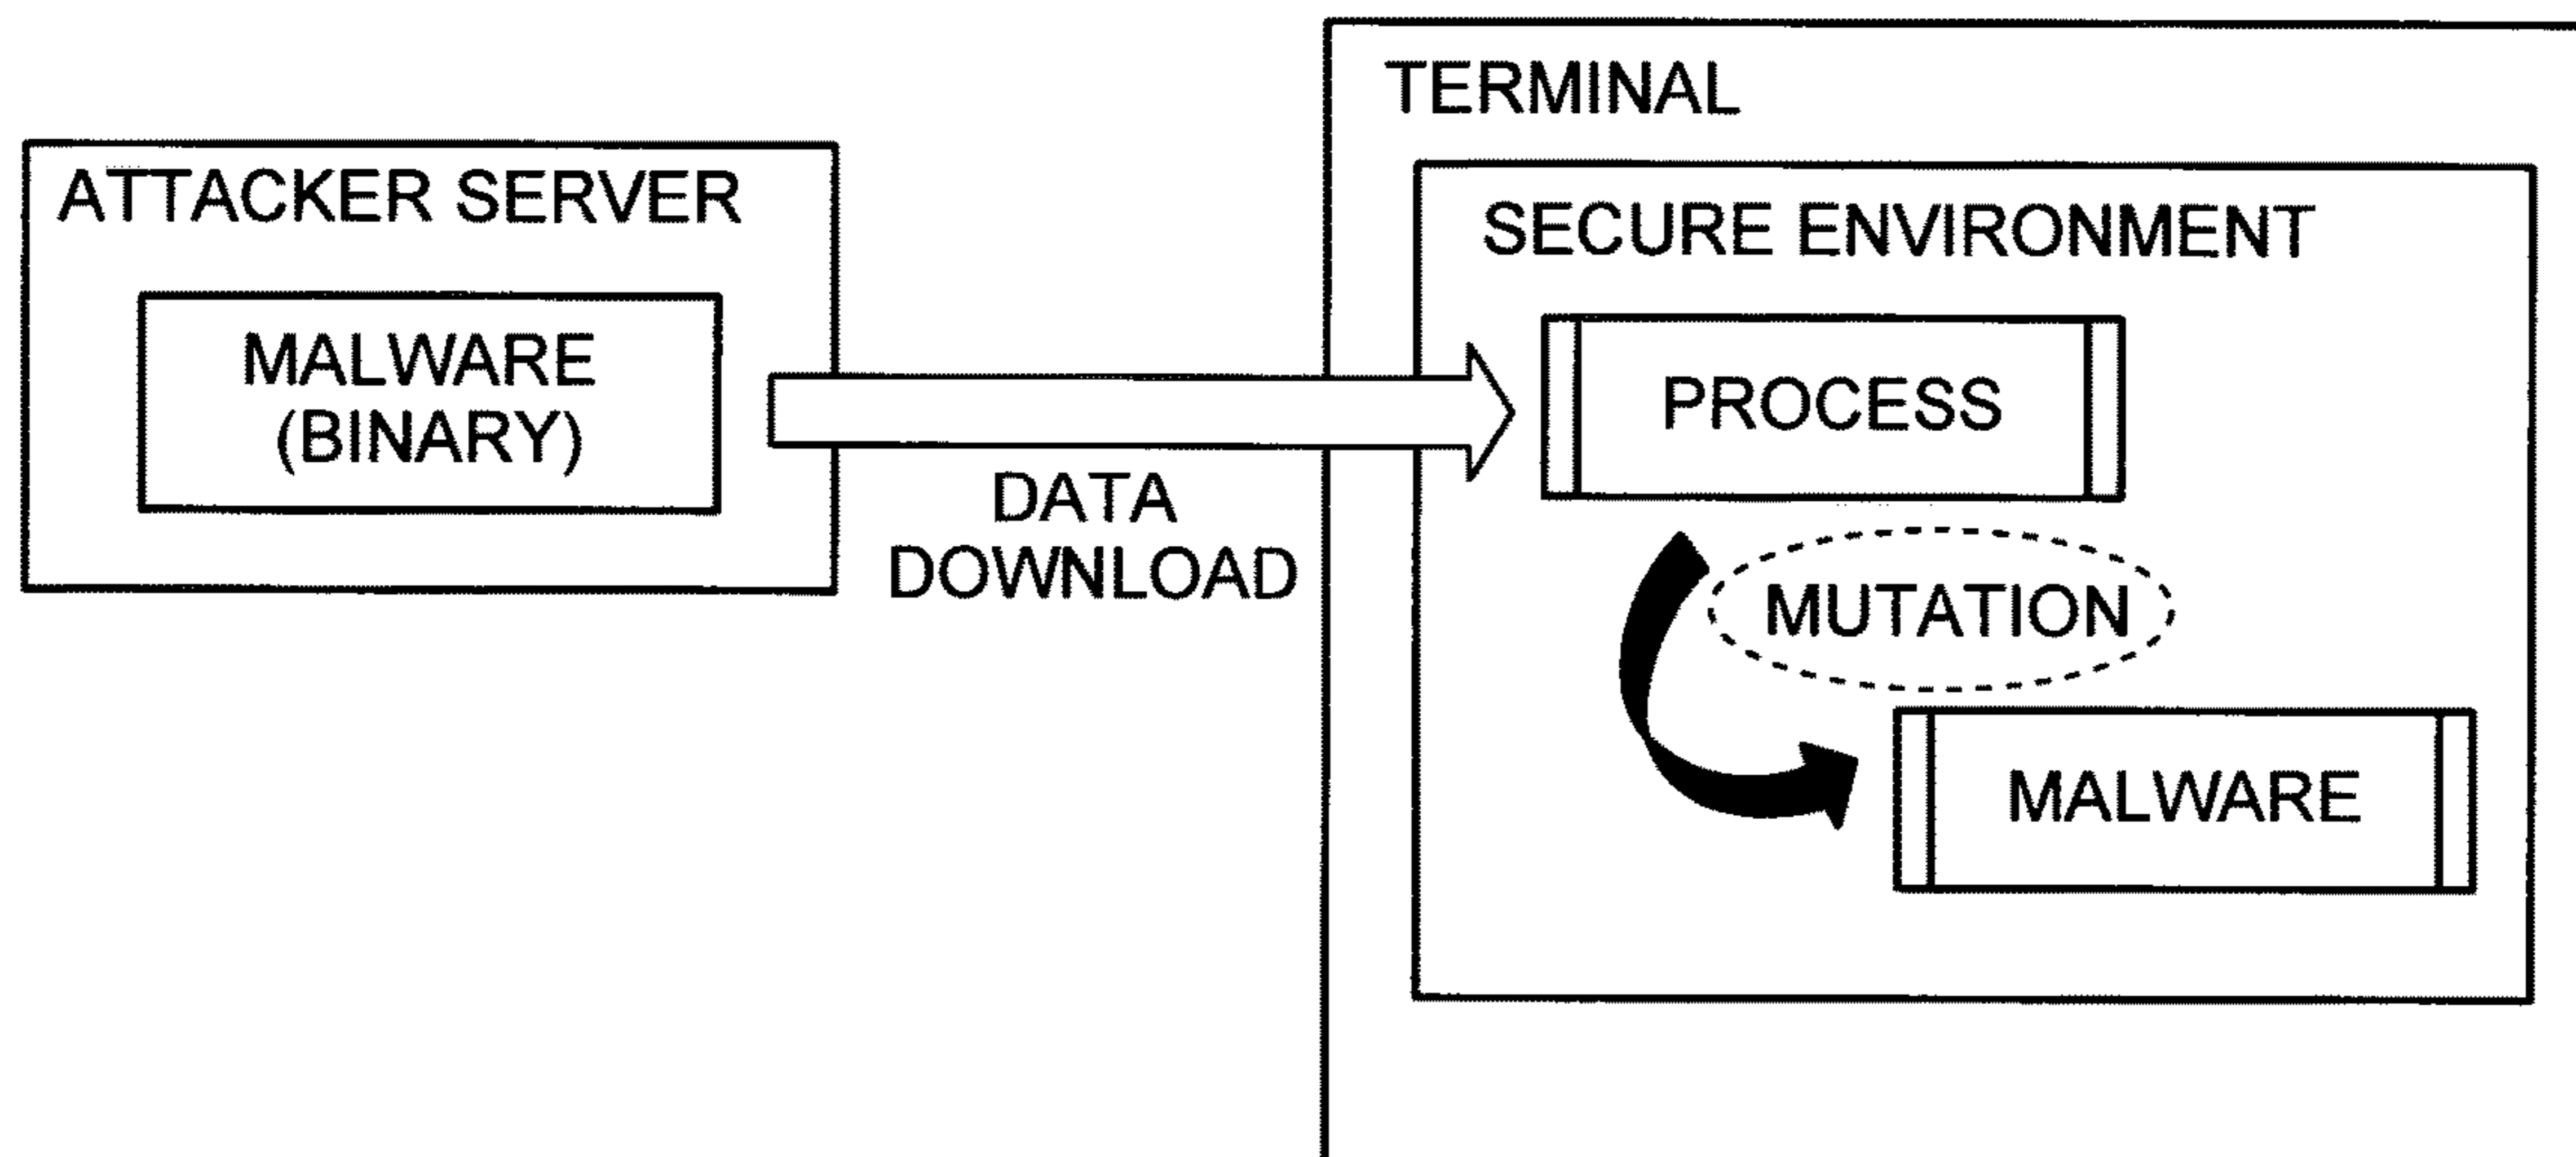 TERMINAL
ATTACKER SERVER
SECURE ENVIRONMENT
MALWARE
(BINARY)
PROCESS
DATA
DOWNLOAD
MUTATION
MALWARE